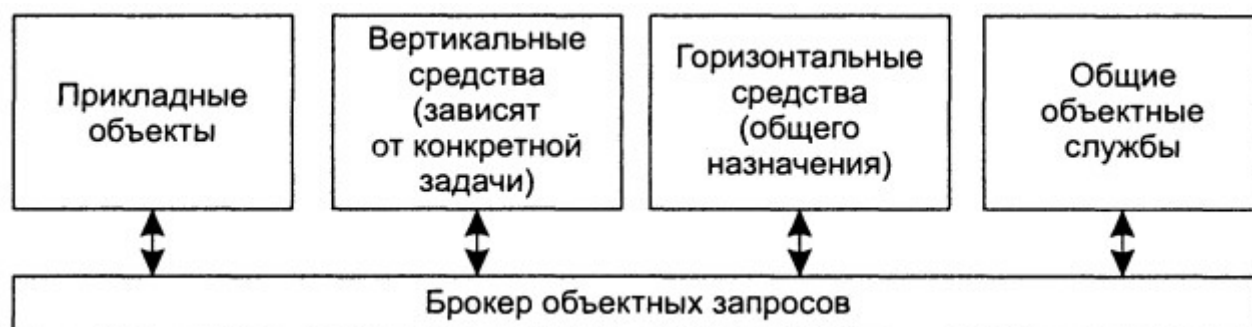 Прикладные
объекты
Вертикальные
средства
(зависят
от конкретной
задачи)
Горизонтальные
средства
(общего
назначения)
Общие
объектные
службы
Брокер объектных запросов